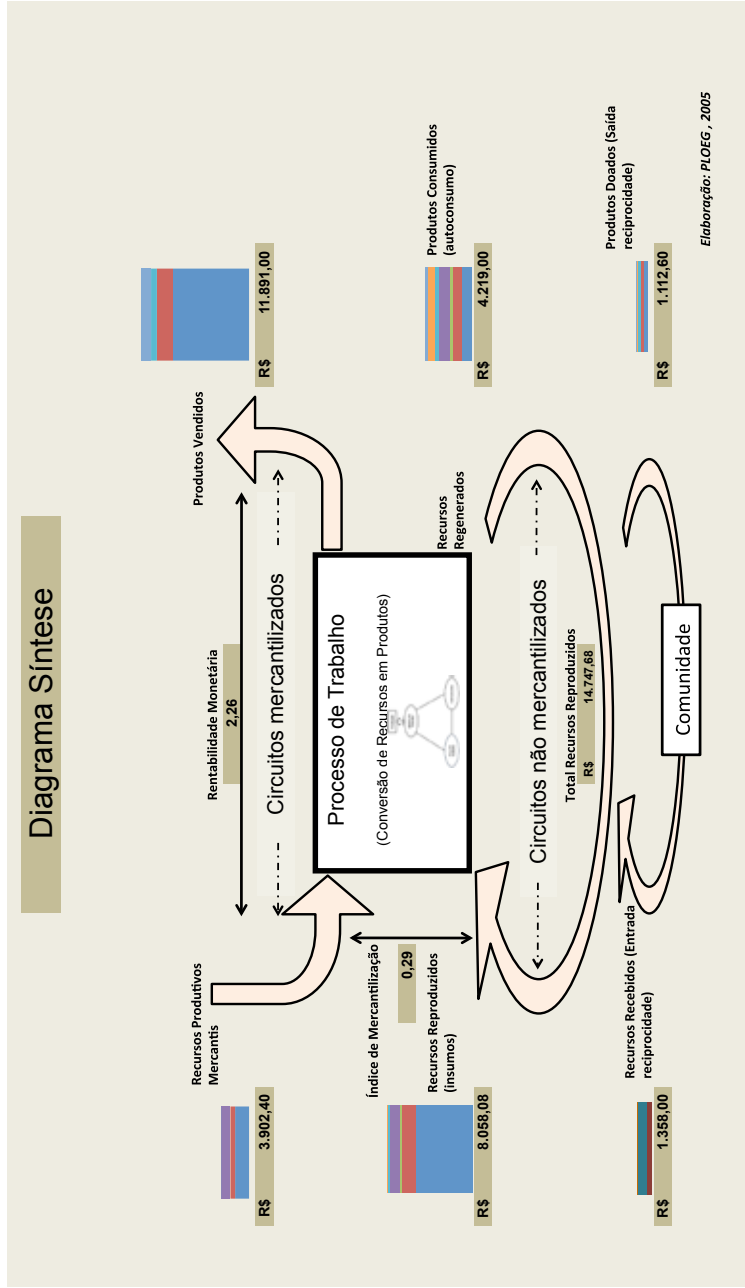 Diagrama Síntese
Recursos Produtivos
Mercantis
R$ 3.902,40
Rentabilidade Monetária
2,26
Circuitos mercantilizados
Produtos Vendidos
R$ 11.891,00
Índice de Mercantilização
0,29
Processo de Trabalho
(Conversão de Recursos em Produtos)
Recursos Reproduzidos
(insumos)
R$ 8.058,08
Recursos
Regenerados
Produtos Consumidos
(autoconsumo)
R$ 4.219,00
Circuitos não mercantilizados
Total Recursos Reproduzidos
R$ 14.747,68
Recursos Recebidos (Entrada
reciprocidade)
R$ 1.358,00
Comunidade
Produtos Doados (Saída
reciprocidade)
R$ 1.112,60
Elaboração: PLOEG , 2005